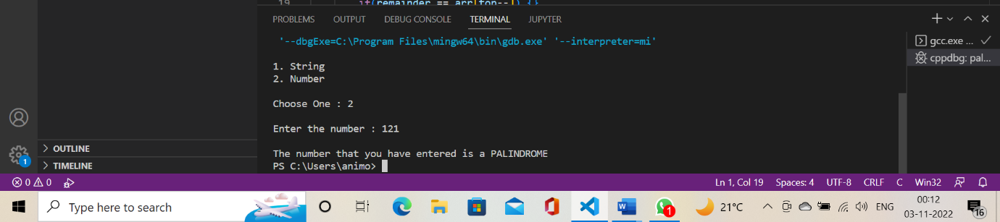 19 if(remainder == arr[top--]) {}
PROBLEMS OUTPUT DEBUG CONSOLE TERMINAL JUPYTER
'--dbgExe=C:\Program Files\mingw64\bin\gdb.exe' '--interpreter=mi'
gcc.exe ...
cppdbg: pal...
1. String
2. Number
Choose One : 2
Enter the number : 121
The number that you have entered is a PALINDROME
PS C:\Users\animo>
1
OUTLINE
TIMELINE
0 0 Ln 1, Col 19 Spaces: 4 UTF-8 CRLF C Win32
Type here to search
1
21°C ENG
00:12
03-11-2022
16